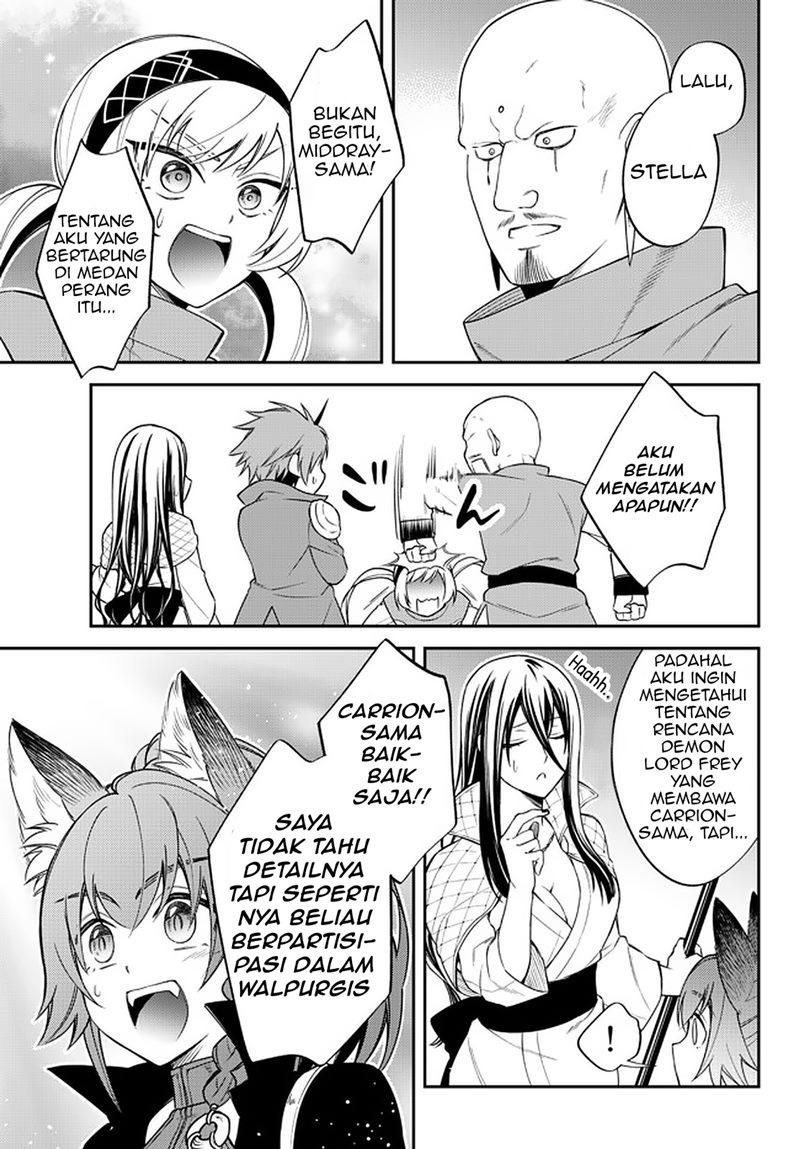 LALU,
STELLA
BUKAN
BEGITU,
MIDDRAY-
SAMA!
TENTANG
AKU YANG
BERTARUNG
DI MEDAN
PERANG
ITU...
AKU
BELUM
MENGATAKAN
APAPUN!!
ん
PADAHAL
AKU INGIN
MENGETAHUI
TENTANG
RENCANA
DEMON
LORD FREY
YANG
MEMBAWA
CARRION-
SAMA, TAPI...
Haahh..
!
CARRION-
SAMA
BAIK-
BAIK
SAJA!!
SAYA
TIDAK TAHU
DETAILNYA
TAPI SEPERTI
NYA BELIAU
BERPARTISI-
PASI DALAM
WALPURGIS